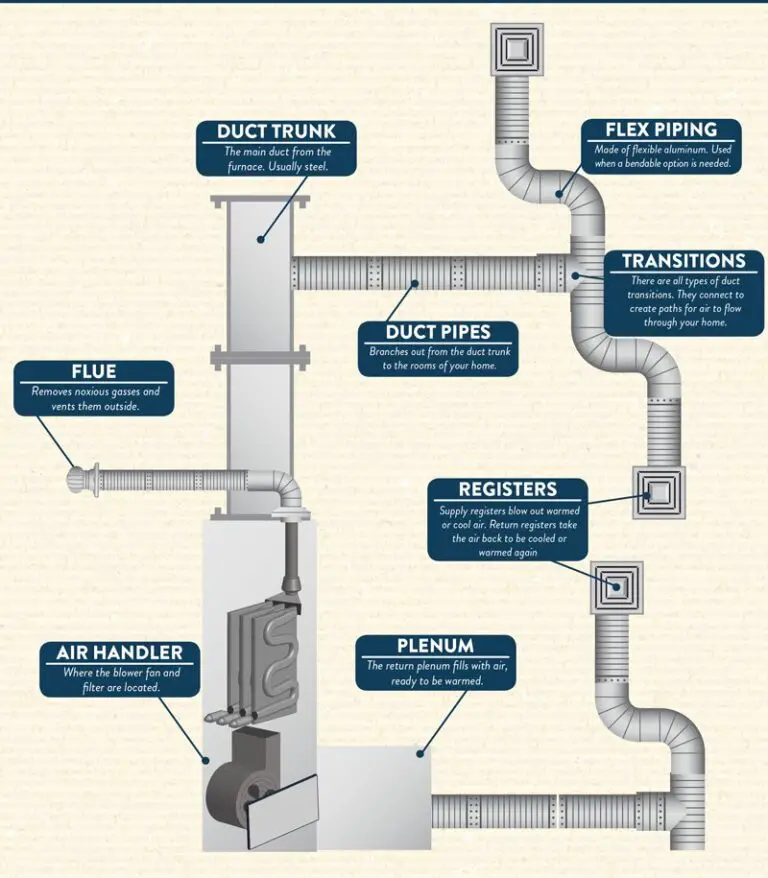 DUCT TRUNK
The main duct from the
furnace. Usually steel.
FLEX PIPING
Made of flexible aluminum. Used
when a bendable option is needed.
TRANSITIONS
There are all types of duct
transitions. They connect to
create paths for air to flow
through your home.
DUCT PIPES
Branches out from the duct trunk
to the rooms of your home.
FLUE
Removes noxious gasses and
vents them outside.
REGISTERS
Supply registers blow out warmed
or cool air. Return registers take
the air back to be cooled or
warmed again
AIR HANDLER
Where the blower fan and
filter are located.
PLENUM
The return plenum fills with air,
ready to be warmed.